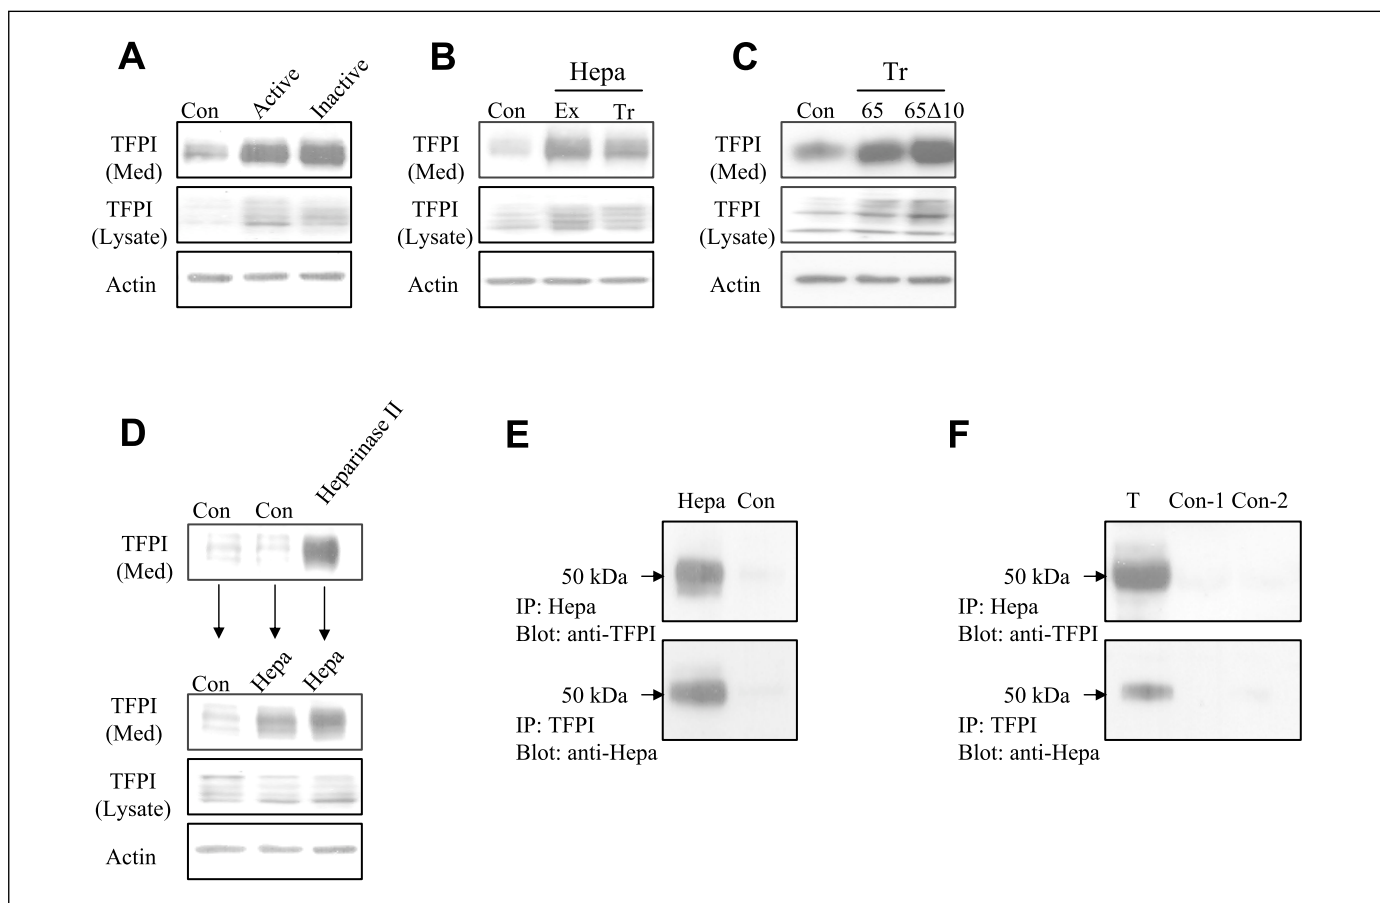 A
Con Active Inactive
TFPI
(Med)
TFPI
(Lysate)
Actin
B
Hepa
Con Ex Tr
TFPI
(Med)
TFPI
(Lysate)
Actin
C
Tr
Con 65 65Δ10
TFPI
(Med)
TFPI
(Lysate)
Actin
D
Con Con Heparinase II
TFPI
(Med)
Con Hepa Hepa
TFPI
(Med)
TFPI
(Lysate)
Actin
E
Hepa Con
50 kDa
IP: Hepa
Blot: anti-TFPI
50 kDa
IP: TFPI
Blot: anti-Hepa
F
T Con-1 Con-2
50 kDa
IP: Hepa
Blot: anti-TFPI
50 kDa
IP: TFPI
Blot: anti-Hepa